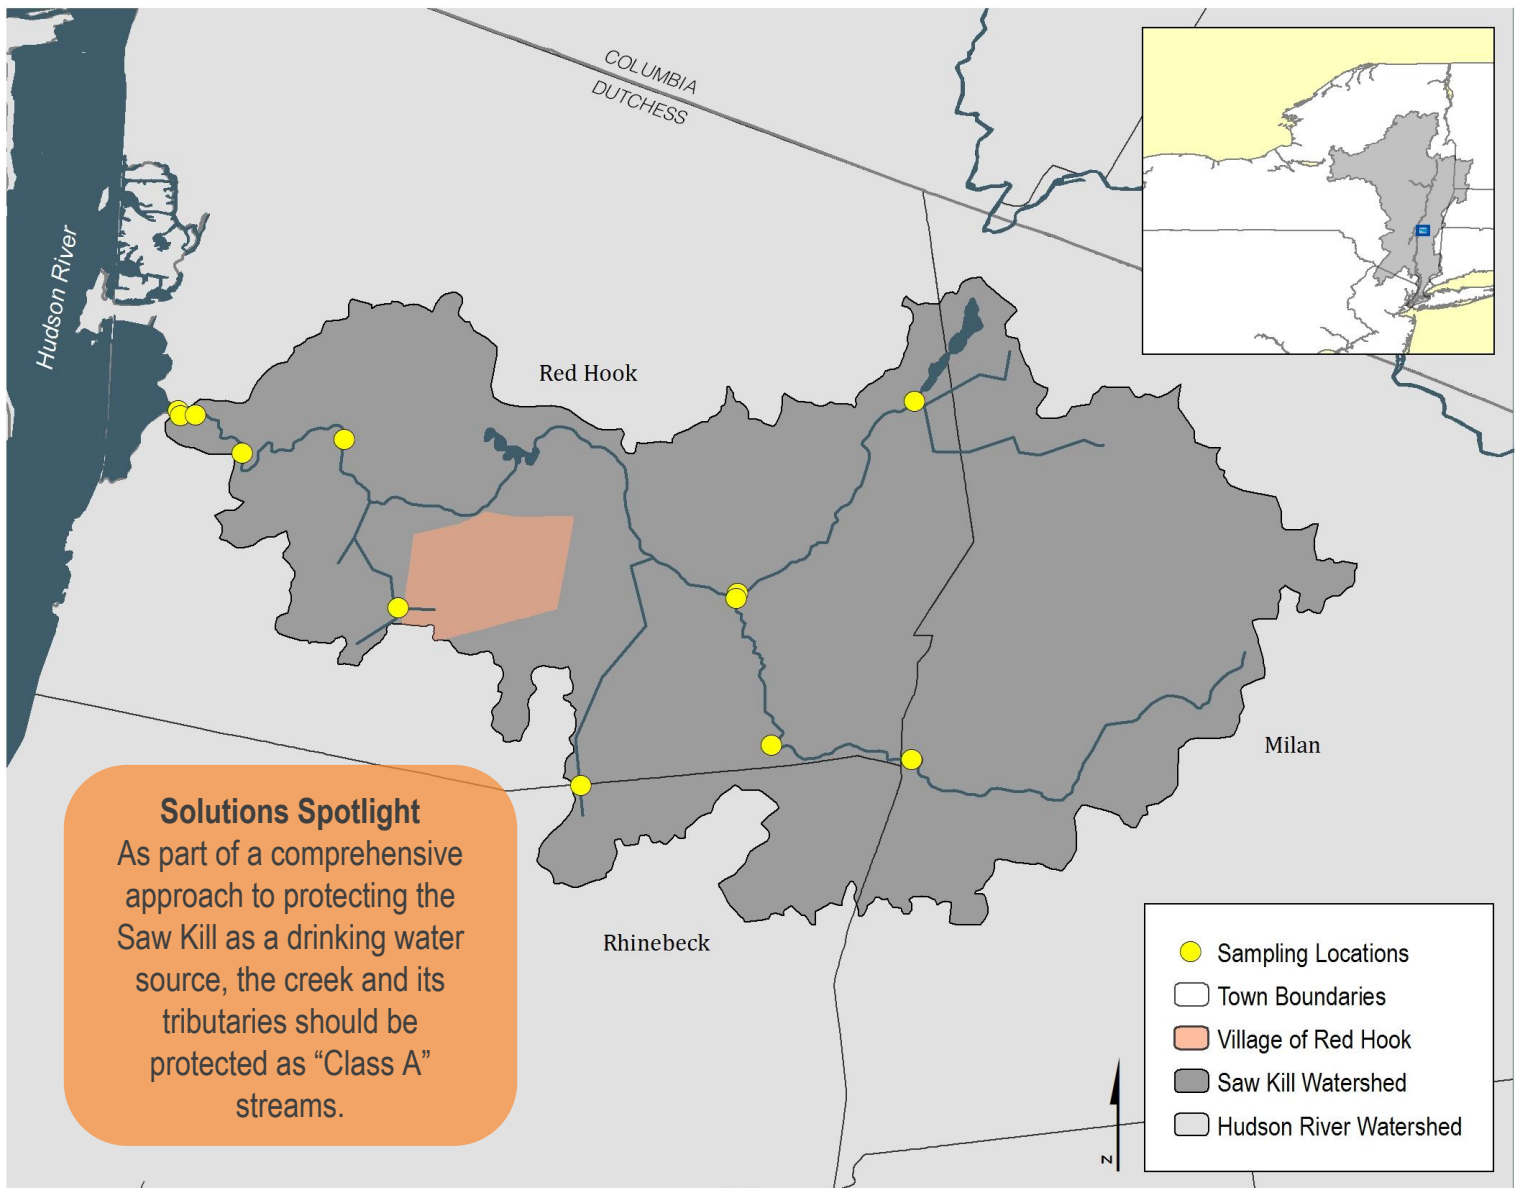 COLUMBIA
DUTCHESS
Hudson River
Red Hook
Milan
Rhinebeck
Solutions Spotlight
As part of a comprehensive
approach to protecting the
Saw Kill as a drinking water
source, the creek and its
tributaries should be
protected as “Class A”
streams.
Sampling Locations
Town Boundaries
Village of Red Hook
Saw Kill Watershed
Hudson River Watershed
N